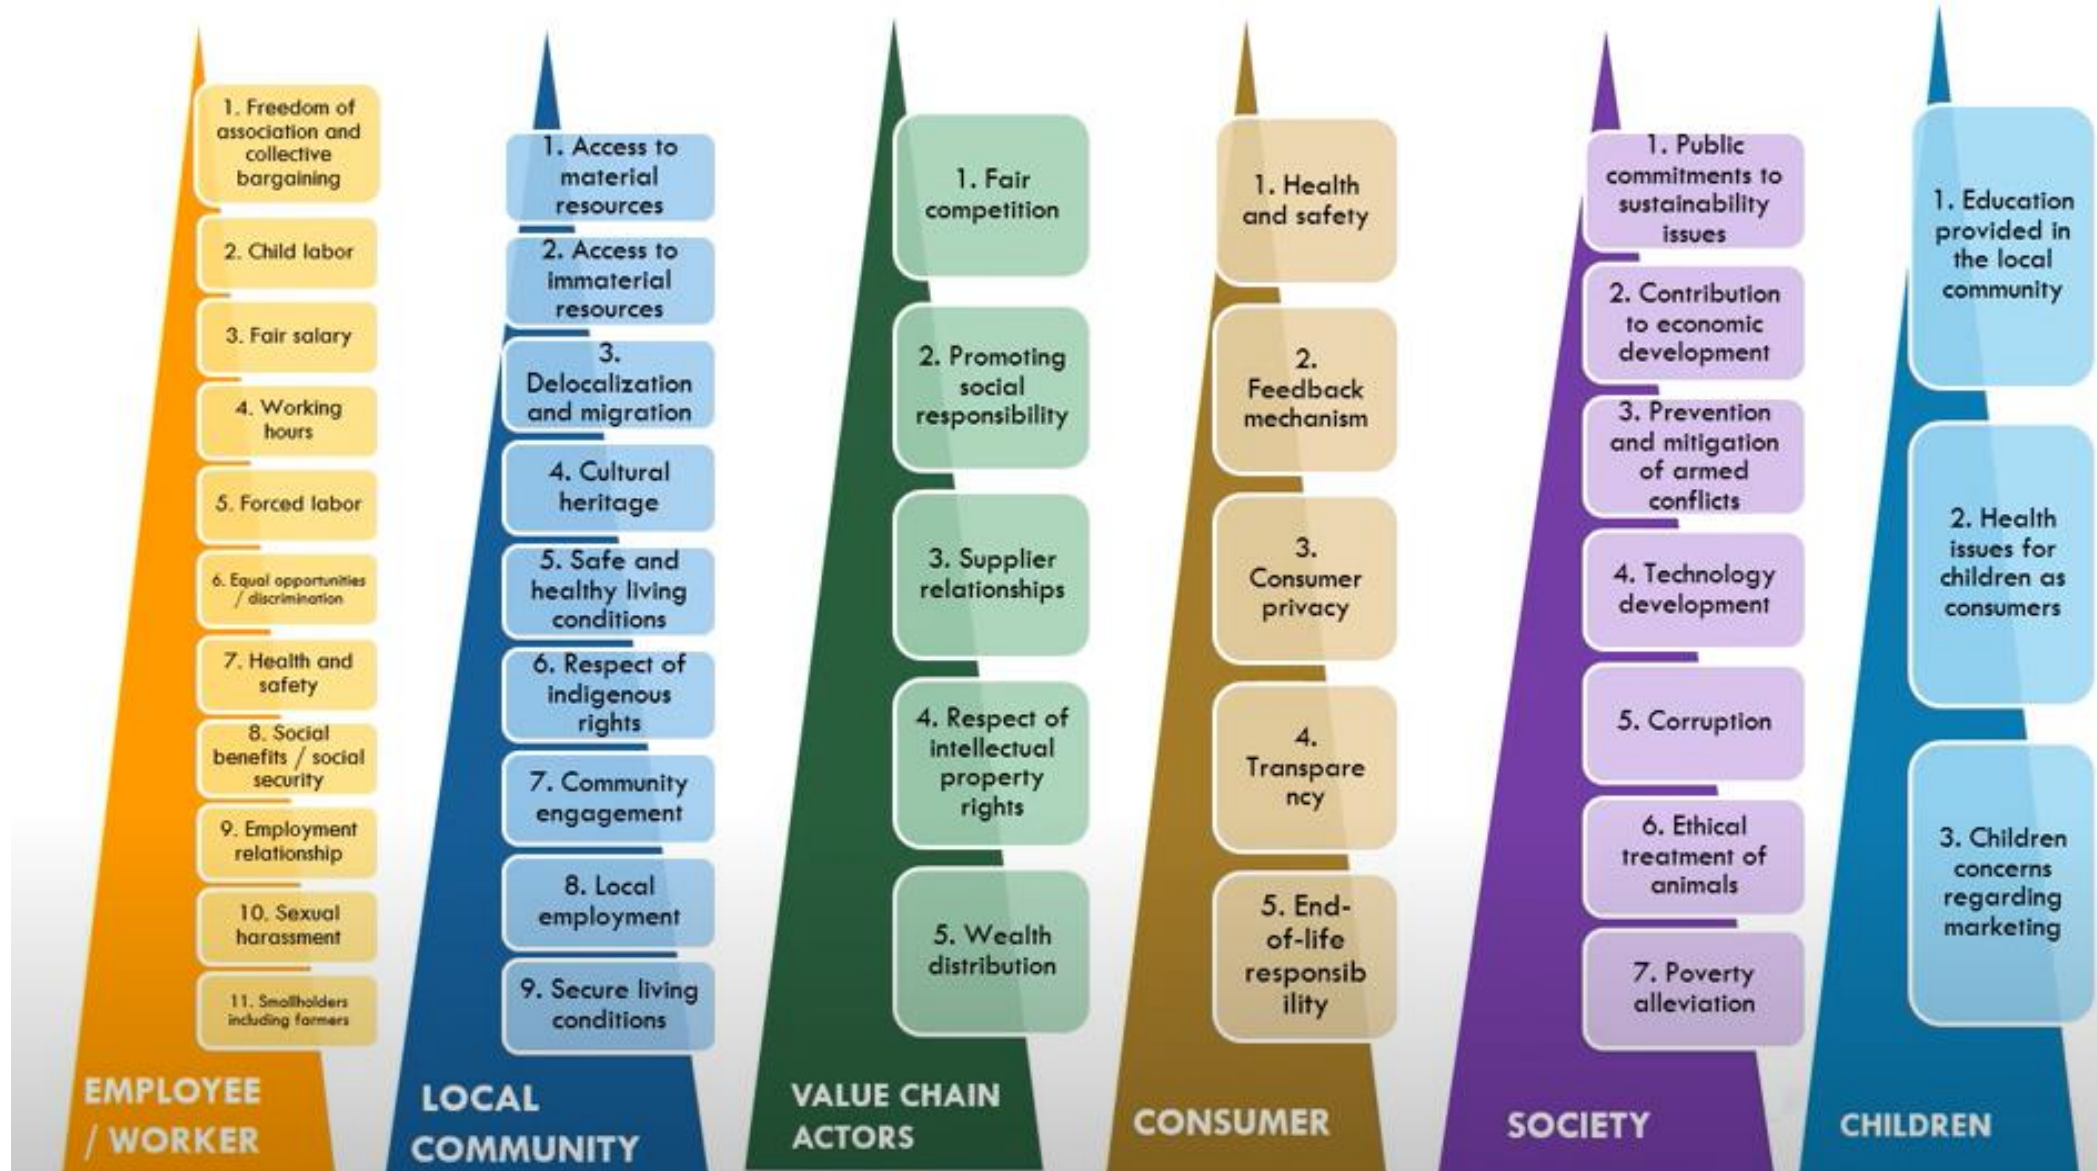 1. Freedom of
association and
collective
bargaining
2. Child labor
3. Fair salary
4. Working
hours
5. Forced labor
6. Equal opportunities
/ discrimination
7. Health and
safety
8. Social
benefits / social
security
9. Employment
relationship
10. Sexual
harassment
11. Smallholders
including farmers
EMPLOYEE
/ WORKER
1. Access to
material
resources
2. Access to
immaterial
resources
3.
Delocalization
and migration
4. Cultural
heritage
5. Safe and
healthy living
conditions
6. Respect of
indigenous
rights
7. Community
engagement
8. Local
employment
9. Secure living
conditions
LOCAL
COMMUNITY
1. Fair
competition
2. Promoting
social
responsibility
3. Supplier
relationships
4. Respect of
intellectual
property
rights
5. Wealth
distribution
VALUE CHAIN
ACTORS
1. Health
and safety
2.
Feedback
mechanism
3.
Consumer
privacy
4.
Transpare
ncy
5. End-
of-life
responsib
ility
CONSUMER
1. Public
commitments to
sustainability
issues
2. Contribution
to economic
development
3. Prevention
and mitigation
of armed
conflicts
4. Technology
development
5. Corruption
6. Ethical
treatment of
animals
7. Poverty
alleviation
SOCIETY
1. Education
provided in
the local
community
2. Health
issues for
children as
consumers
3. Children
concerns
regarding
marketing
CHILDREN